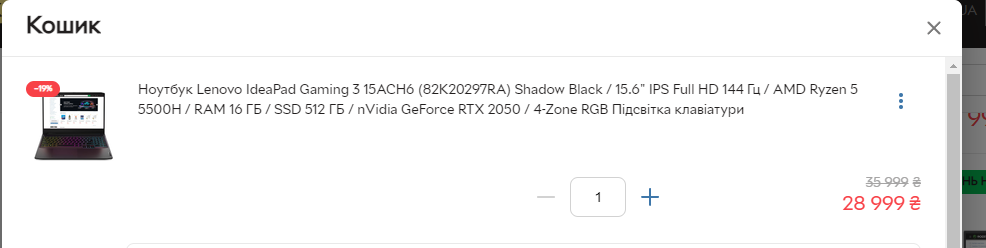 Кошик
-19%
Ноутбук Lenovo IdeaPad Gaming 3 15ACH6 (82K20297RA) Shadow Black / 15.6" IPS Full HD 144 Гц / AMD Ryzen 5
5500H / RAM 16 ГБ / SSD 512 ГБ / nVidia GeForce RTX 2050 / 4-Zone RGB Підсвітка клавіатури
1
35 999 ₴
28 999 ₴